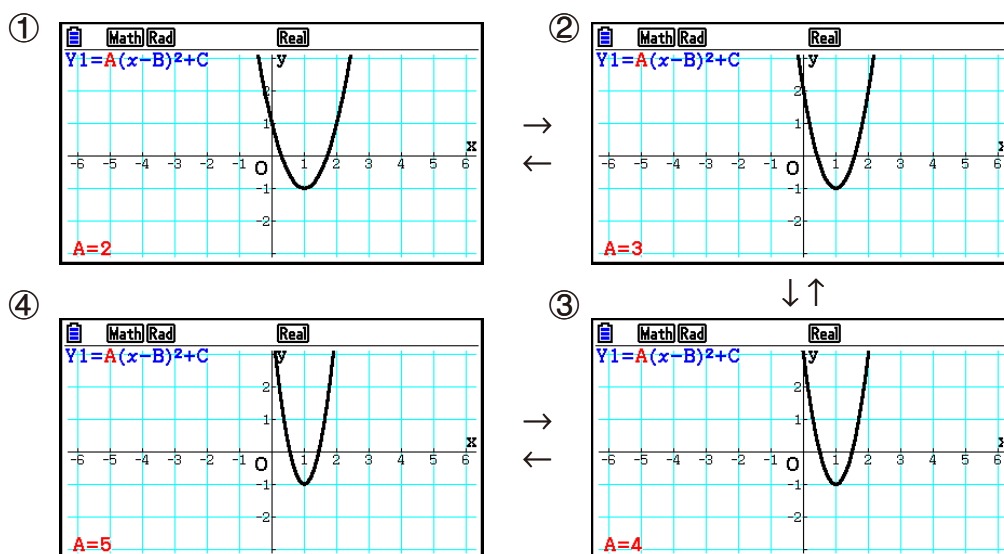 ①
Math Rad Real
Y1=A(x-B)²+C
y
2
1
x
-6 -5 -4 -3 -2 -1 O 1 2 3 4 5 6
-1
-2
A=2
→
←
②
Math Rad Real
Y1=A(x-B)²+C
y
2
1
x
-6 -5 -4 -3 -2 -1 O 1 2 3 4 5 6
-1
-2
A=3
↓↑
④
Math Rad Real
Y1=A(x-B)²+C
y
2
1
x
-6 -5 -4 -3 -2 -1 O 1 2 3 4 5 6
-1
-2
A=5
→
←
③
Math Rad Real
Y1=A(x-B)²+C
y
2
1
x
-6 -5 -4 -3 -2 -1 O 1 2 3 4 5 6
-1
-2
A=4